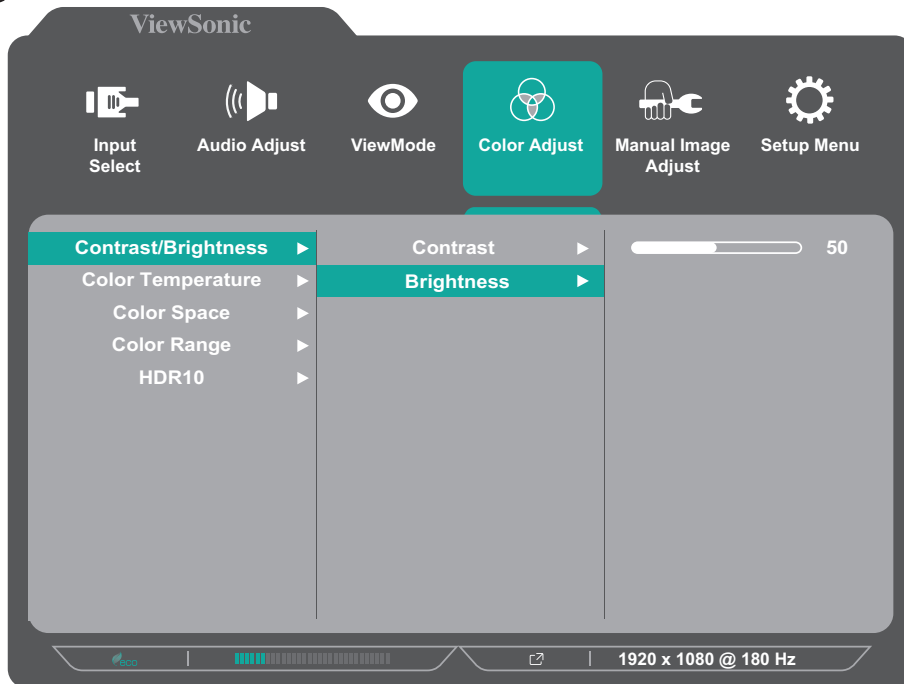 ViewSonic
Input
Select
Audio Adjust
ViewMode
Color Adjust
Manual Image
Adjust
Setup Menu
Contrast/Brightness
Contrast
50
Color Temperature
Brightness
Color Space
Color Range
HDR10
eco
1920 x 1080 @ 180 Hz